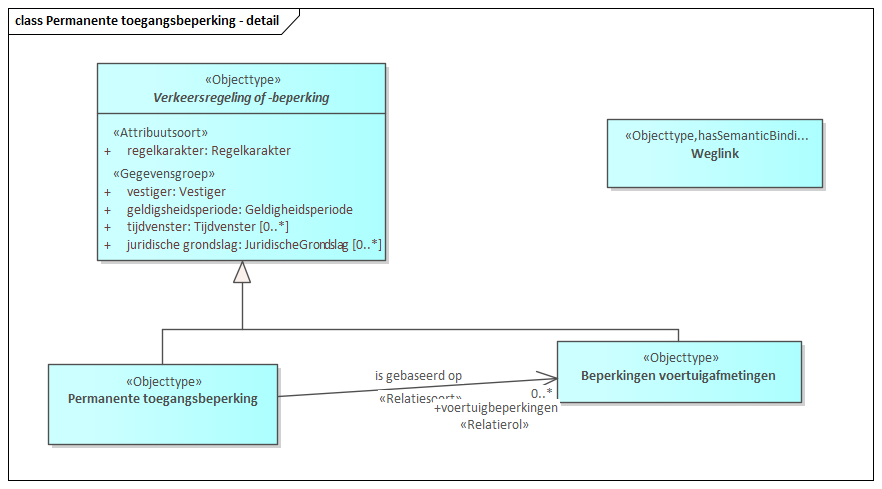 class Permanente toegangsbeperking - detail
«Objecttype»
Verkeersregeling of -beperking
«Attribuutsoort»
+ regelkarakter: Regelkarakter
«Gegevensgroep»
+ vestiger: Vestiger
+ geldigsheidsperiode: Geldigheidsperiode
+ tijdvenster: Tijdvenster [0..*]
+ juridische grondslag: JuridischeGrondslag [0..*]
«Objecttype,hasSemanticBindi...
Weglink
«Objecttype»
Permanente toegangsbeperking
is gebaseerd op
«Relatiesoort»
0..*
+voertuigbeperkingen
«Relatierol»
«Objecttype»
Beperkingen voertuigafmetingen